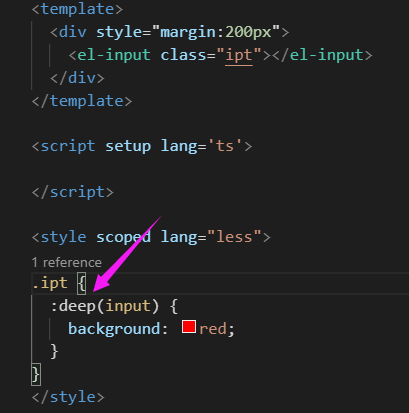 <template>
<div style="margin:200px">
<el-input class="ipt"></el-input>
</div>
</template>
<script setup lang='ts'>
</script>
<style scoped lang="less">
1 reference
.ipt {
:deep(input) {
background: red;
}
}
</style>